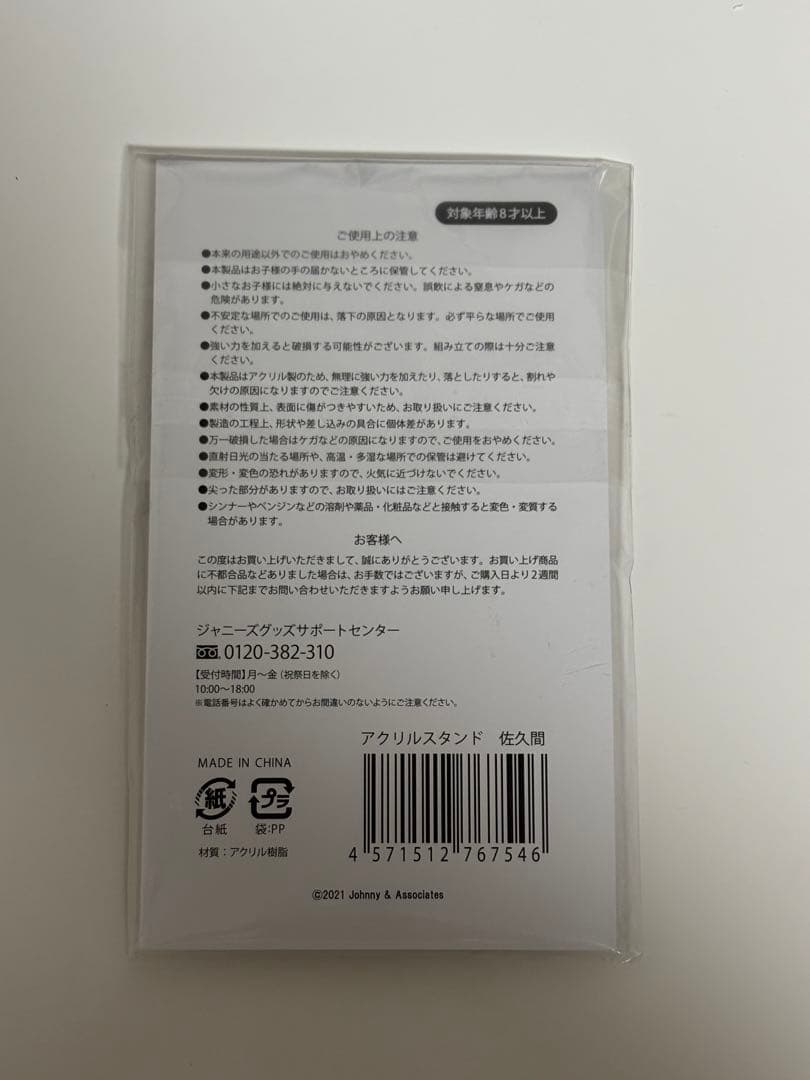 対象年齢8才以上
ご使用上の注意
●本来の用途以外でのご使用はおやめください。
●本製品はお子様の手の届かないところに保管してください。
●小さなお子様には絶対に与えないでください。誤飲による窒息やケガなどの
危険があります。
●不安定な場所でのご使用は、落下の原因となります。必ず平らな場所でご使用
ください。
●強い力を加えると破損する可能性がございます。組み立ての際は十分ご注意
ください。
●本製品はアクリル製のため、無理に強い力を加えたり、落としたりすると、割れや
欠けの原因になりますのでご注意ください。
●素材の性質上、表面に傷がつきやすいため、お取り扱いにご注意ください。
●製造の工程上、形状や差し込みの具合に個体差があります。
●万一破損した場合はケガなどの原因になりますので、ご使用をおやめください。
●直射日光の当たる場所や、高温・多湿な場所での保管は避けてください。
●変形・変色の恐れがありますので、火気に近づけないでください。
●尖った部分がありますので、お取り扱いにはご注意ください。
●シンナーやベンジンなどの溶剤や薬品・化粧品などと接触すると変色・変質する
場合があります。
お客様へ
この度はお買い上げいただきまして、誠にありがとうございます。お買い上げ商品
に不都合品などありました場合は、お手数ではございますが、ご購入日より2週間
以内に下記までお問い合わせいただきますようお願い申し上げます。
ジャニーズグッズサポートセンター
0120-382-310
【受付時間】月〜金（祝祭日を除く）
10:00〜18:00
※電話番号はよく確かめてからお間違いのないようにご注意ください。
アクリルスタンド 佐久間
MADE IN CHINA
紙 プラ
台紙 袋:PP
材質：アクリル樹脂
4 571512 767546
©2021 Johnny & Associates